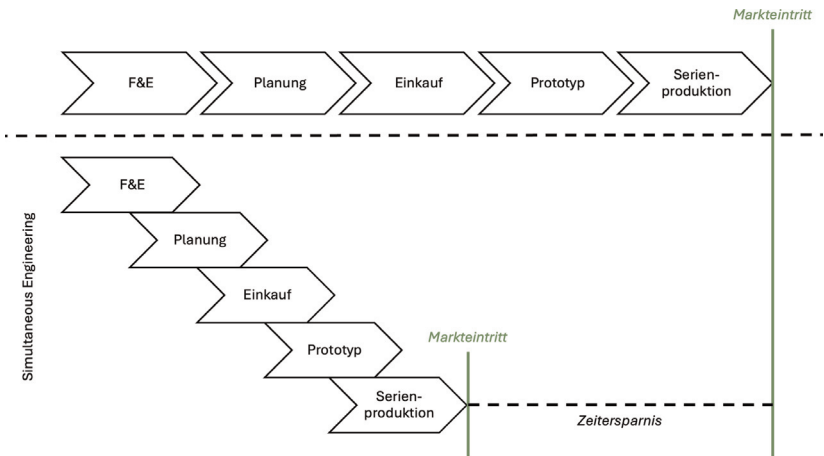 Markteintritt
F&E
Planung
Einkauf
Prototyp
Serien-
produktion
Simultaneous Engineering
F&E
Planung
Einkauf
Prototyp
Markteintritt
Serien-
produktion
Zeitersparnis